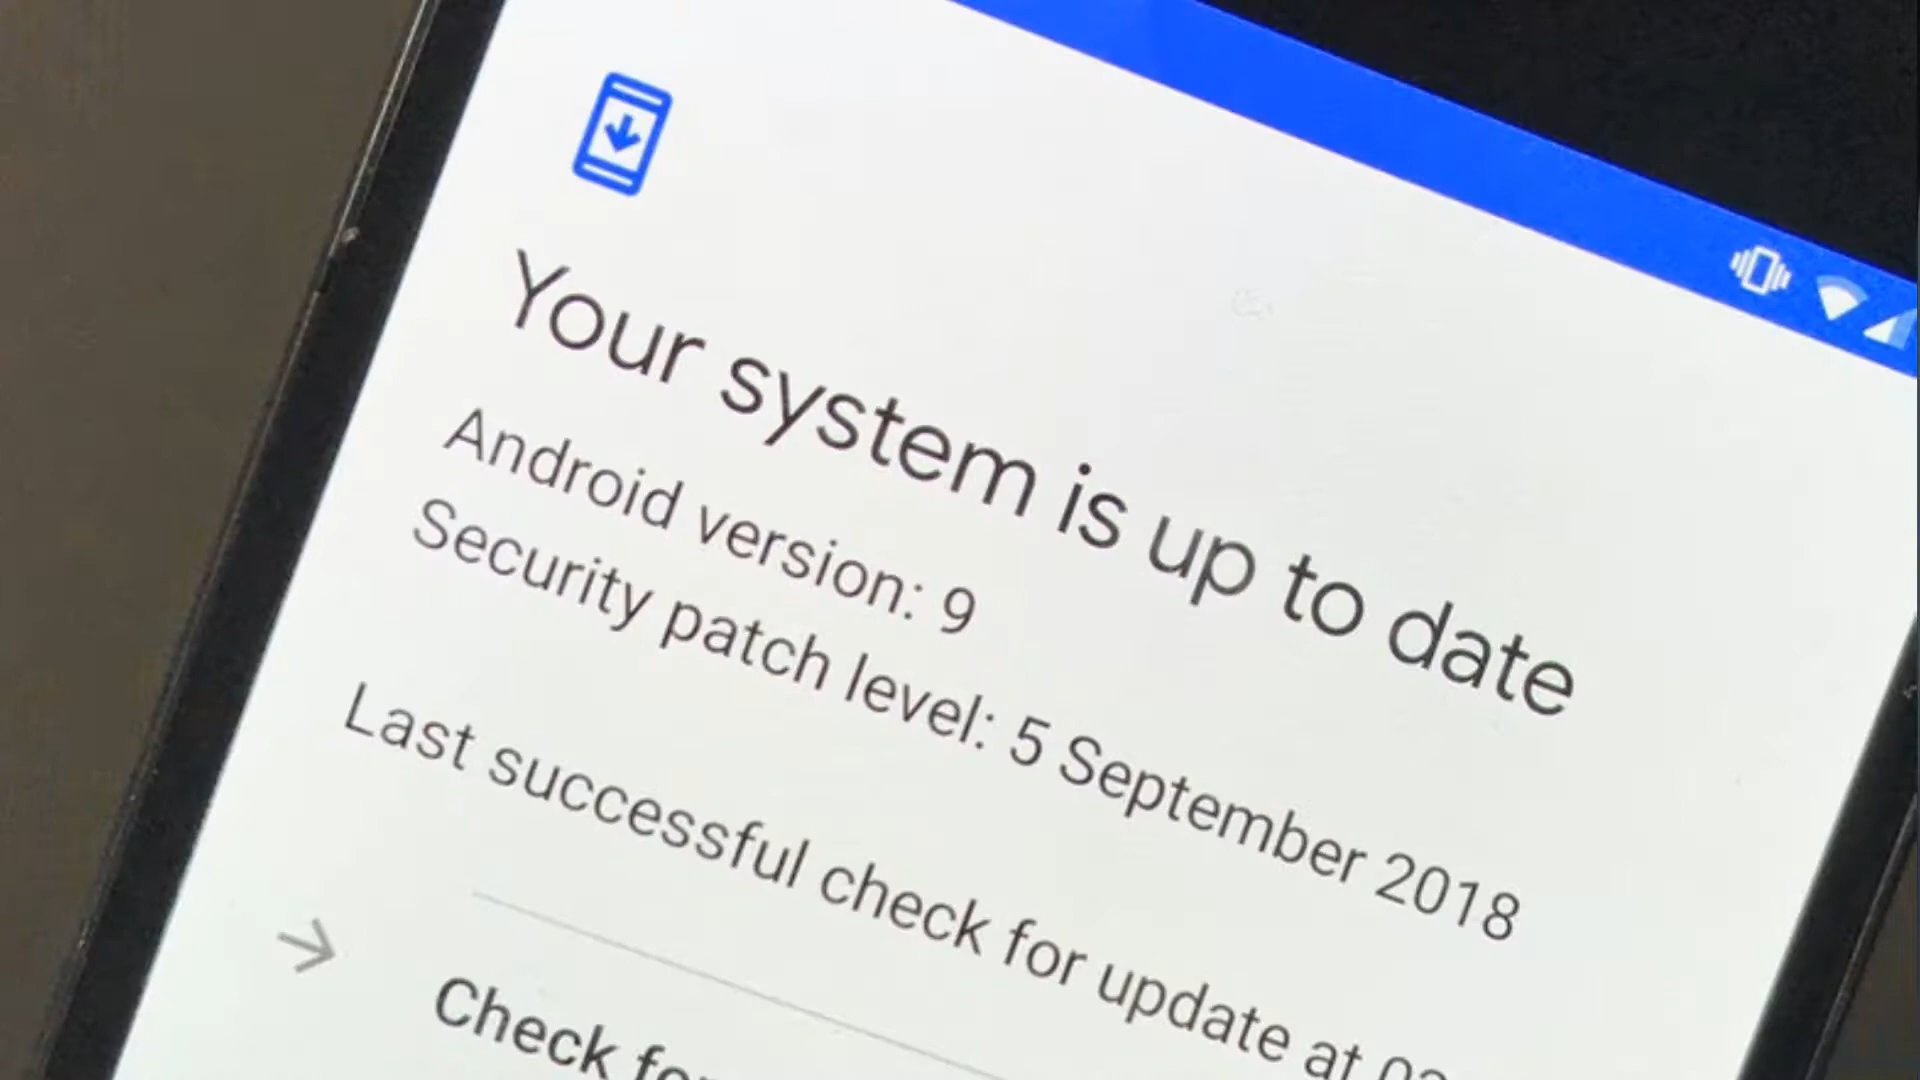 Your system is up to date
Android version: 9
Security patch level: 5 September 2018
Last successful check for update at
Check